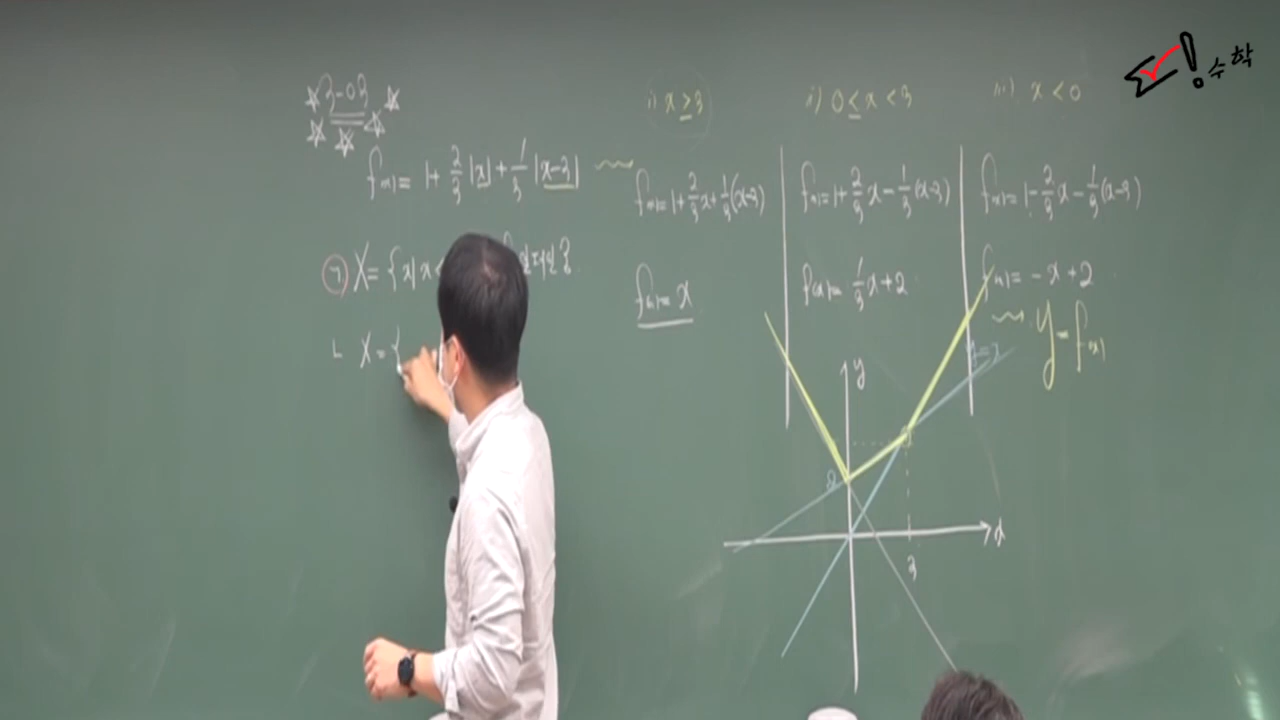 3-03
f(x) = 1 + 2/3 |x| + 1/3 |x-3|
ㄱ X = {x | x <
ㄴ X = {
i) x ≥ 3
f(x) = 1 + 2/3 x + 1/3 (x-3)
f(x) = x
ii) 0 ≤ x < 3
f(x) = 1 + 2/3 x - 1/3 (x-3)
f(x) = 1/3 x + 2
iii) x < 0
f(x) = 1 - 2/3 x - 1/3 (x-3)
f(x) = -x + 2
y = f(x)
y
2
x
3
수학